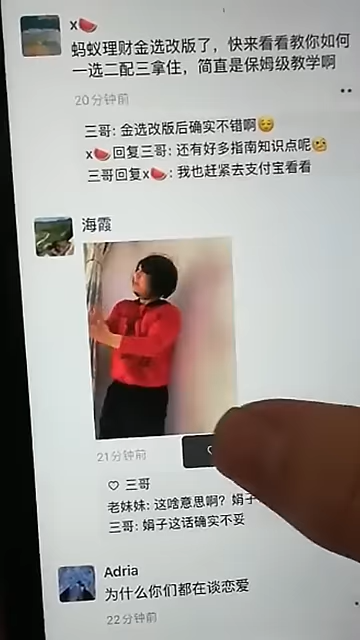 x🍉
蚂蚁理财金选改版了，快来看看教你如何
一选二配三拿住，简直是保姆级教学啊
20分钟前
三哥：金选改版后确实不错啊😌
x🍉回复三哥：还有好多指南知识点呢🧐
三哥回复x🍉：我也赶紧去支付宝看看
海霞
21分钟前
♡ 三哥
老妹妹：这啥意思啊？娟子
三哥：娟子这话确实不妥
Adria
为什么你们都在谈恋爱
22分钟前